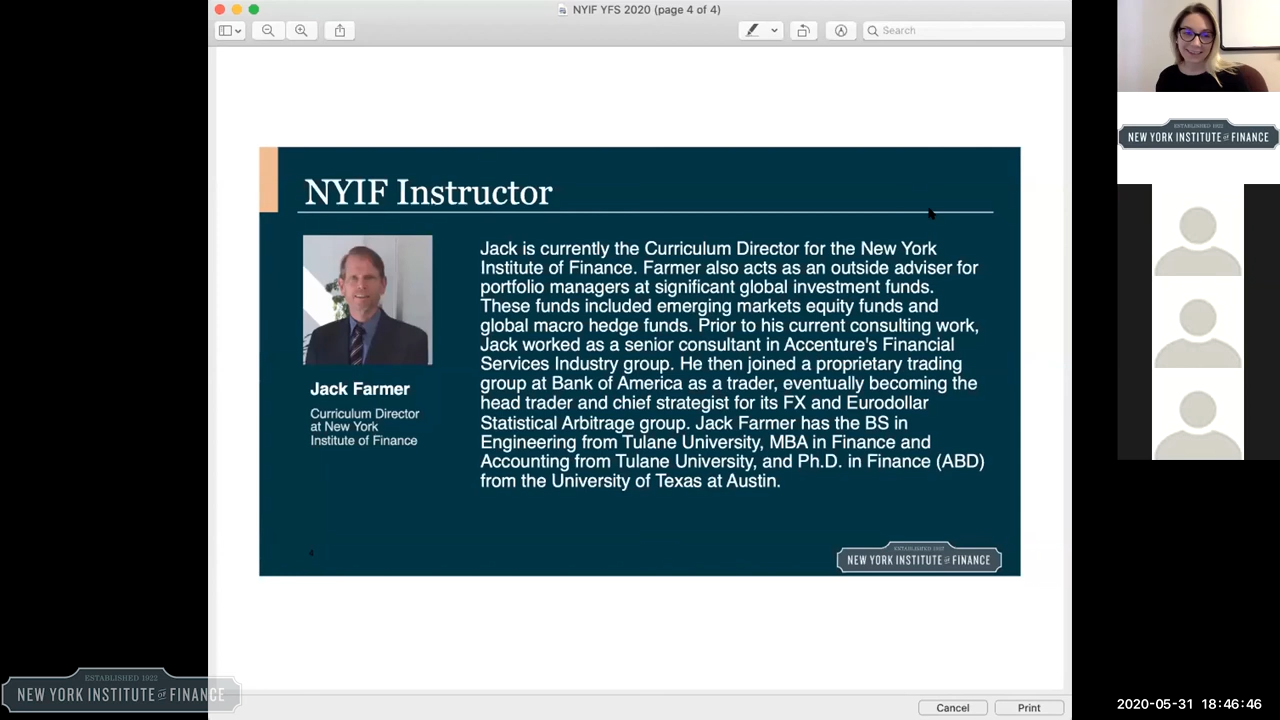 NYIF YFS 2020 (page 4 of 4)
Search
ESTABLISHED 1922
NEW YORK INSTITUTE OF FINANCE
NYIF Instructor
Jack is currently the Curriculum Director for the New York
Institute of Finance. Farmer also acts as an outside adviser for
portfolio managers at significant global investment funds.
These funds included emerging markets equity funds and
global macro hedge funds. Prior to his current consulting work,
Jack worked as a senior consultant in Accenture's Financial
Services Industry group. He then joined a proprietary trading
group at Bank of America as a trader, eventually becoming the
head trader and chief strategist for its FX and Eurodollar
Statistical Arbitrage group. Jack Farmer has the BS in
Engineering from Tulane University, MBA in Finance and
Accounting from Tulane University, and Ph.D. in Finance (ABD)
from the University of Texas at Austin.
Jack Farmer
Curriculum Director
at New York
Institute of Finance
4
NEW YORK INSTITUTE OF FINANCE
ESTABLISHED 1922
NEW YORK INSTITUTE OF FINANCE
Cancel
Print
2020-05-31 18:46:46